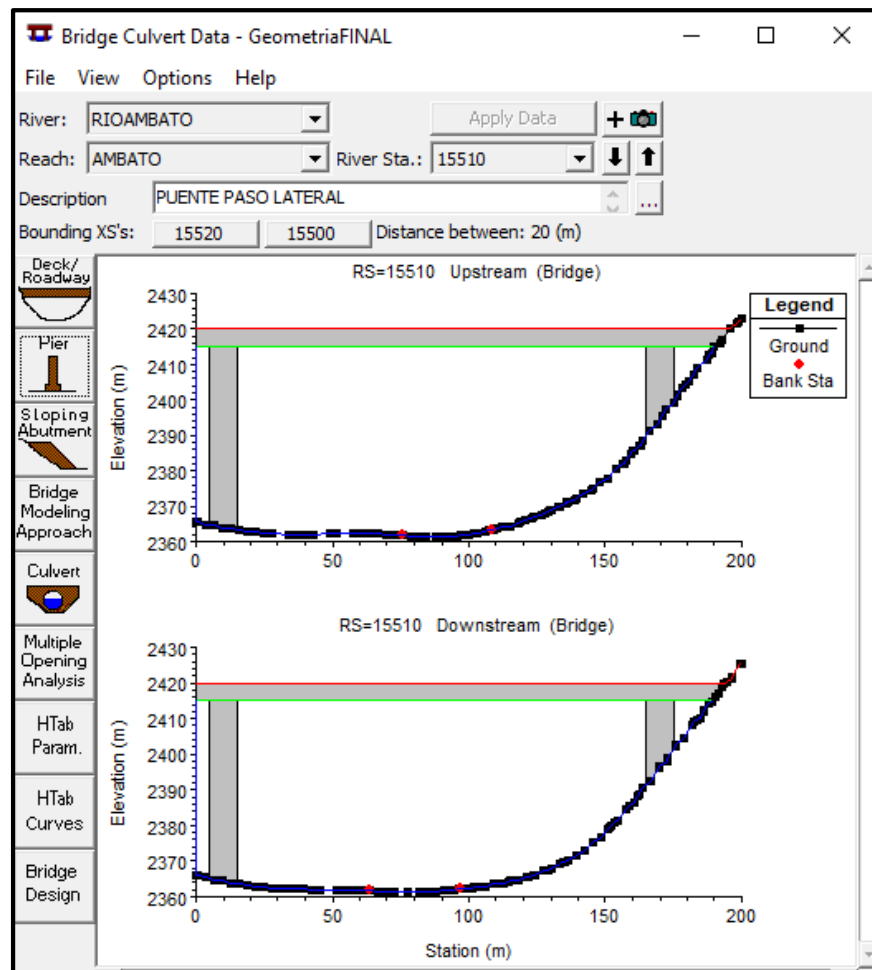 Bridge Culvert Data - GeometriaFINAL
File View Options Help
River: RIOAMBATO Apply Data +
Reach: AMBATO River Sta.: 15510
Description PUENTE PASO LATERAL ...
Bounding XS's: 15520 15500 Distance between: 20 (m)
Deck/
Roadway
Pier
Sloping
Abutment
Bridge
Modeling
Approach
Culvert
Multiple
Opening
Analysis
HTab
Param.
HTab
Curves
Bridge
Design
RS=15510 Upstream (Bridge)
Elevation (m)
2430
2420
2410
2400
2390
2380
2370
2360
0 50 100 150 200
Legend
Ground
Bank Sta
RS=15510 Downstream (Bridge)
Elevation (m)
2430
2420
2410
2400
2390
2380
2370
2360
0 50 100 150 200
Station (m)